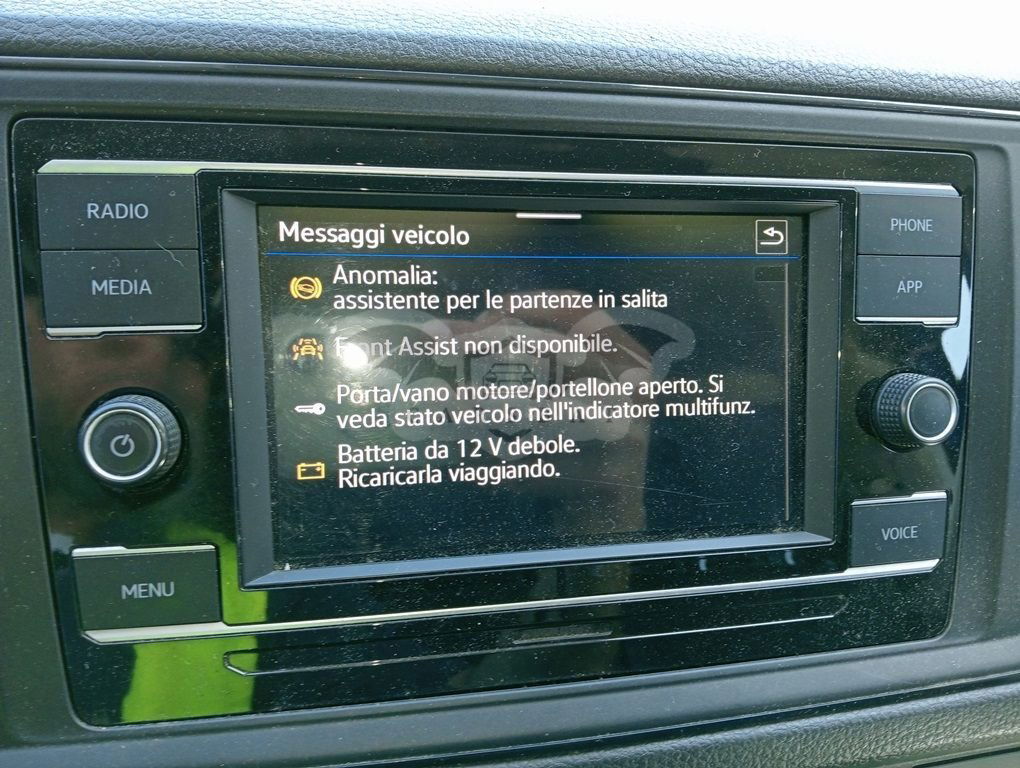 RADIO
MEDIA
MENU
Messaggi veicolo
Anomalia:
assistente per le partenze in salita
Front Assist non disponibile.
Porta/vano motore/portellone aperto. Si
veda stato veicolo nell'indicatore multifunz.
Batteria da 12 V debole.
Ricaricarla viaggiando.
PHONE
APP
VOICE